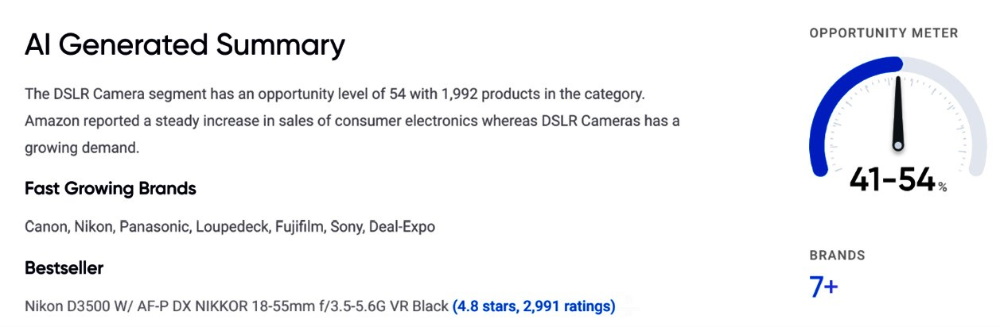 AI Generated Summary
The DSLR Camera segment has an opportunity level of 54 with 1,992 products in the category.
Amazon reported a steady increase in sales of consumer electronics whereas DSLR Cameras has a
growing demand.
Fast Growing Brands
Canon, Nikon, Panasonic, Loupedeck, Fujifilm, Sony, Deal-Expo
Bestseller
Nikon D3500 W/ AF-P DX NIKKOR 18-55mm f/3.5-5.6G VR Black (4.8 stars, 2,991 ratings)
OPPORTUNITY METER
41-54%
BRANDS
7+